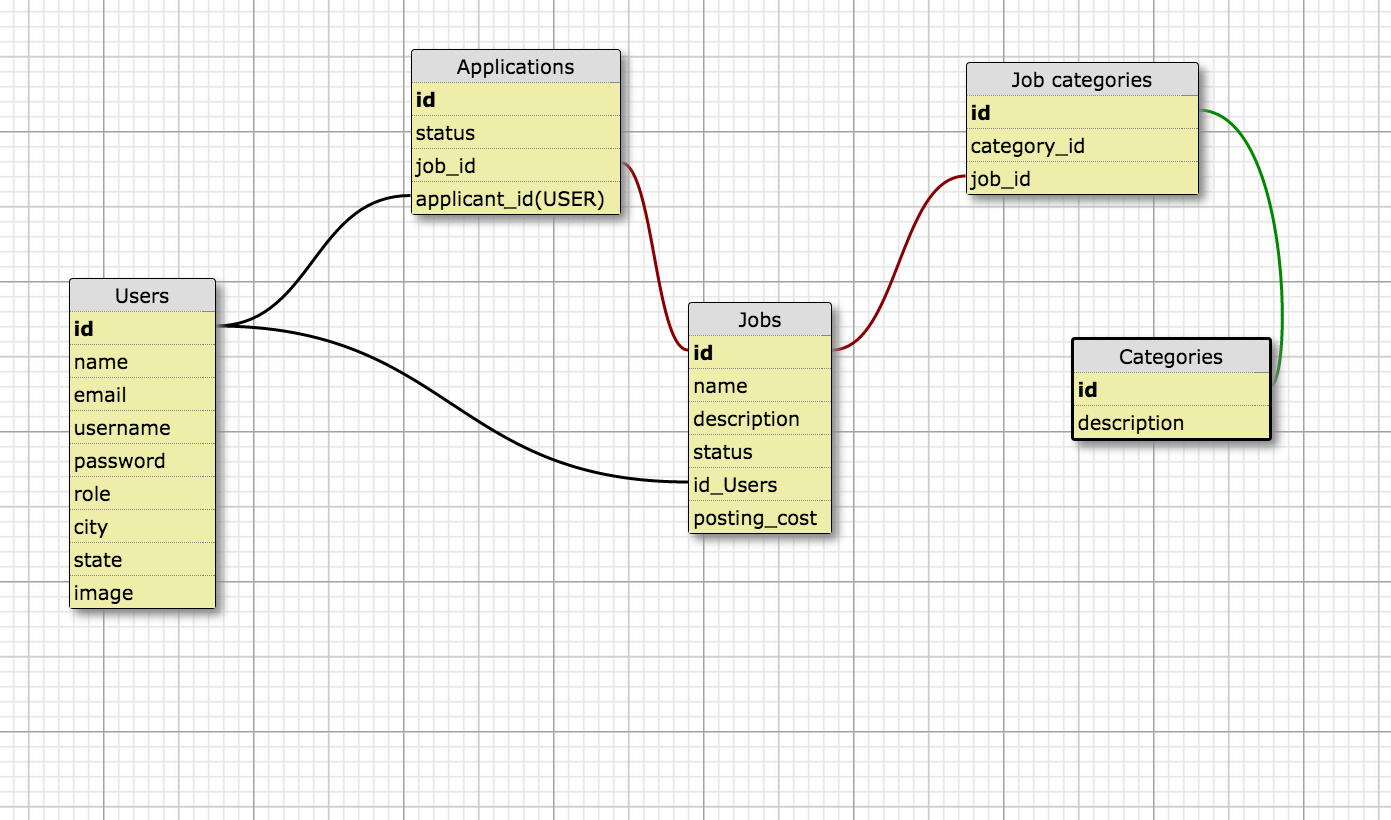 Applications
id
status
job_id
applicant_id(USER)
Job categories
id
category_id
job_id
Users
id
name
email
username
password
role
city
state
image
Jobs
id
name
description
status
id_Users
posting_cost
Categories
id
description